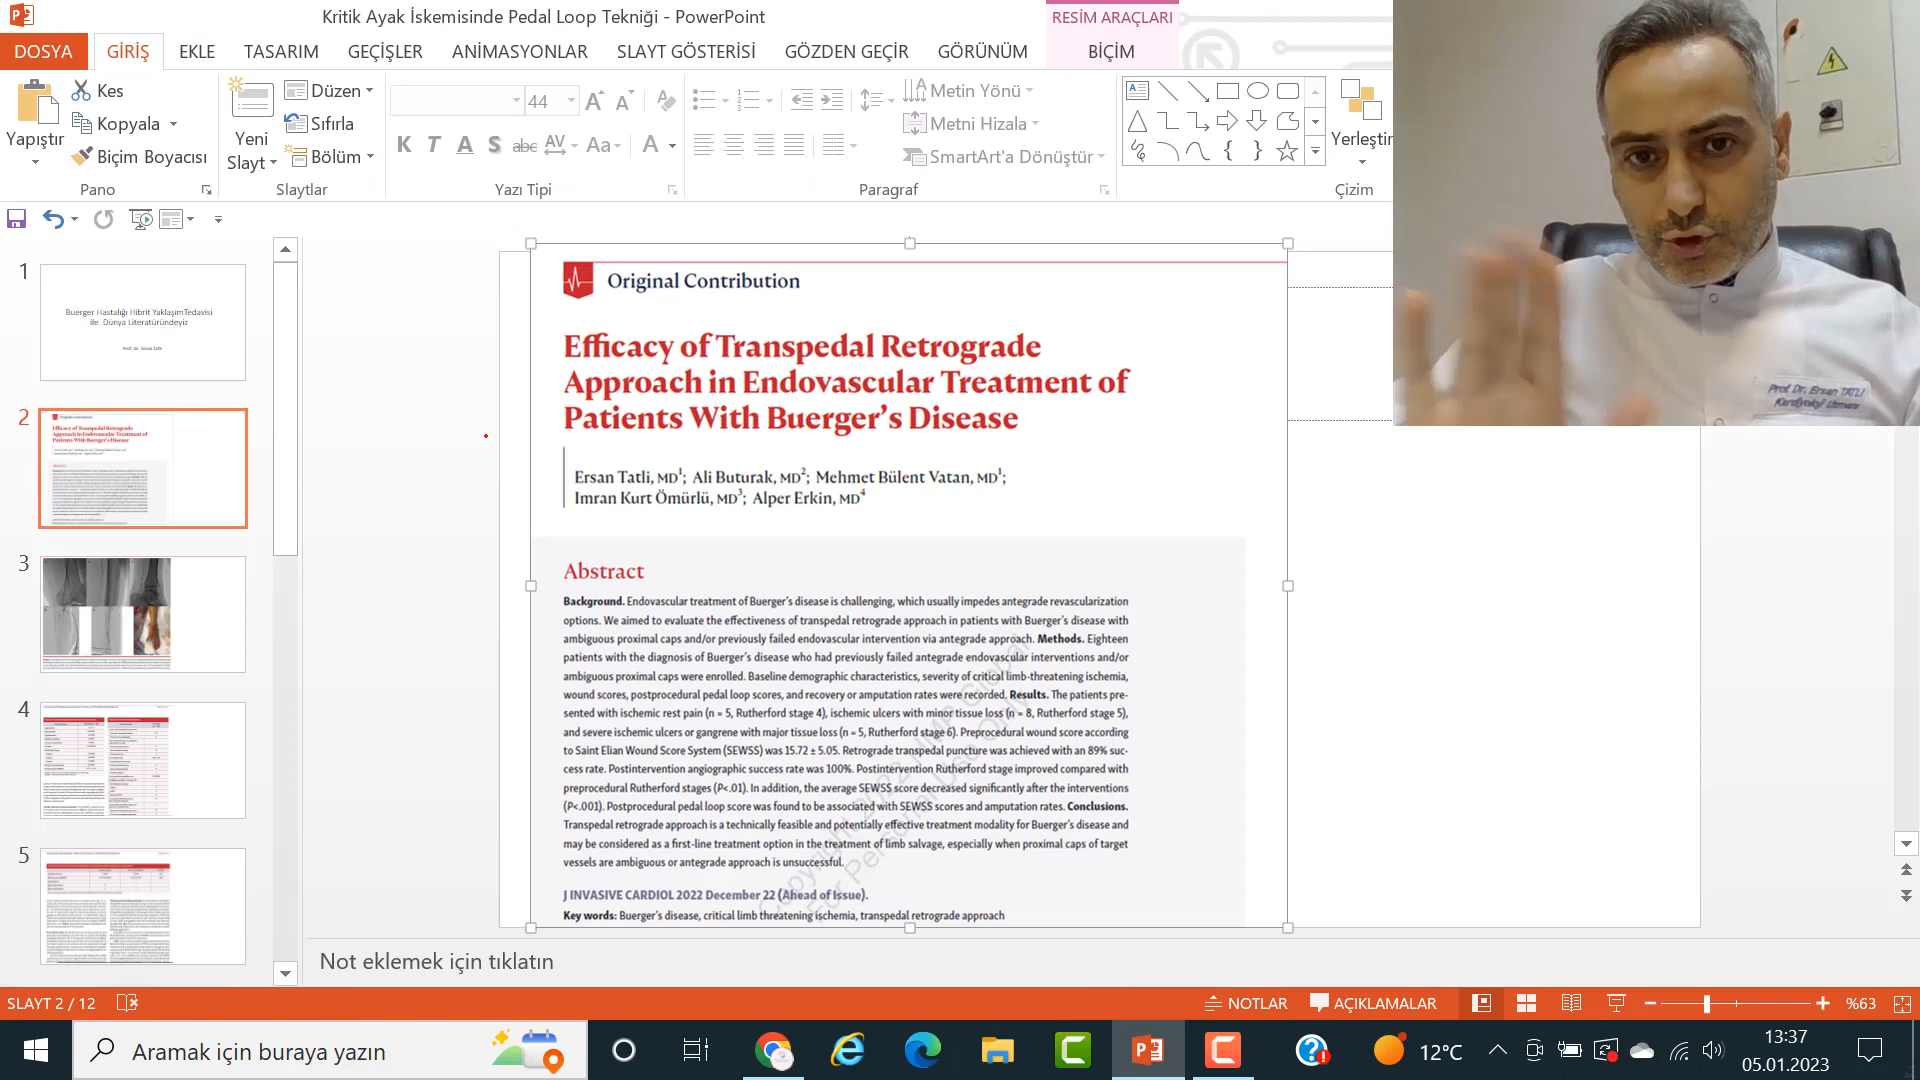 Kritik Ayak İskemisinde Pedal Loop Tekniği - PowerPoint
RESİM ARAÇLARI
DOSYA GİRİŞ EKLE TASARIM GEÇİŞLER ANİMASYONLAR SLAYT GÖSTERİSİ GÖZDEN GEÇİR GÖRÜNÜM BİÇİM
Yapıştır
Kes
Kopyala
Biçim Boyacısı
Pano
Yeni
Slayt
Düzen
Sıfırla
Bölüm
Slaytlar
44
K T A S abc AV Aa A
Yazı Tipi
Metin Yönü
Metni Hizala
SmartArt'a Dönüştür
Paragraf
Yerleştir
Çizim
Prof. Dr. Ersan TATLI
Kardiyoloji Uzmanı
1
Buerger Hastalığı Hibrit YaklaşımTedavisi
ile Dünya Literatüründeyiz
Prof. Dr. Ersan Tatlı
2
3
4
5
Original Contribution
Efficacy of Transpedal Retrograde
Approach in Endovascular Treatment of
Patients With Buerger's Disease
Ersan Tatli, MD1; Ali Buturak, MD2; Mehmet Bülent Vatan, MD1;
Imran Kurt Ömürlü, MD3; Alper Erkin, MD4
Abstract
Background. Endovascular treatment of Buerger's disease is challenging, which usually impedes antegrade revascularization
options. We aimed to evaluate the effectiveness of transpedal retrograde approach in patients with Buerger's disease with
ambiguous proximal caps and/or previously failed endovascular intervention via antegrade approach. Methods. Eighteen
patients with the diagnosis of Buerger's disease who had previously failed antegrade endovascular interventions and/or
ambiguous proximal caps were enrolled. Baseline demographic characteristics, severity of critical limb-threatening ischemia,
wound scores, postprocedural pedal loop scores, and recovery or amputation rates were recorded. Results. The patients pre-
sented with ischemic rest pain (n = 5, Rutherford stage 4), ischemic ulcers with minor tissue loss (n = 8, Rutherford stage 5),
and severe ischemic ulcers or gangrene with major tissue loss (n = 5, Rutherford stage 6). Preprocedural wound score according
to Saint Elian Wound Score System (SEWSS) was 15.72 ± 5.05. Retrograde transpedal puncture was achieved with an 89% suc-
cess rate. Postintervention angiographic success rate was 100%. Postintervention Rutherford stage improved compared with
preprocedural Rutherford stages (P<.01). In addition, the average SEWSS score decreased significantly after the interventions
(P<.001). Postprocedural pedal loop score was found to be associated with SEWSS scores and amputation rates. Conclusions.
Transpedal retrograde approach is a technically feasible and potentially effective treatment modality for Buerger's disease and
may be considered as a first-line treatment option in the treatment of limb salvage, especially when proximal caps of target
vessels are ambiguous or antegrade approach is unsuccessful.
J INVASIVE CARDIOL 2022 December 22 (Ahead of Issue).
Key words: Buerger's disease, critical limb threatening ischemia, transpedal retrograde approach
Copyright 2022 HMP Global
For Personal Use Only
Not eklemek için tıklatın
SLAYT 2 / 12
NOTLAR
AÇIKLAMALAR
%63
Aramak için buraya yazın
12°C
13:37
05.01.2023